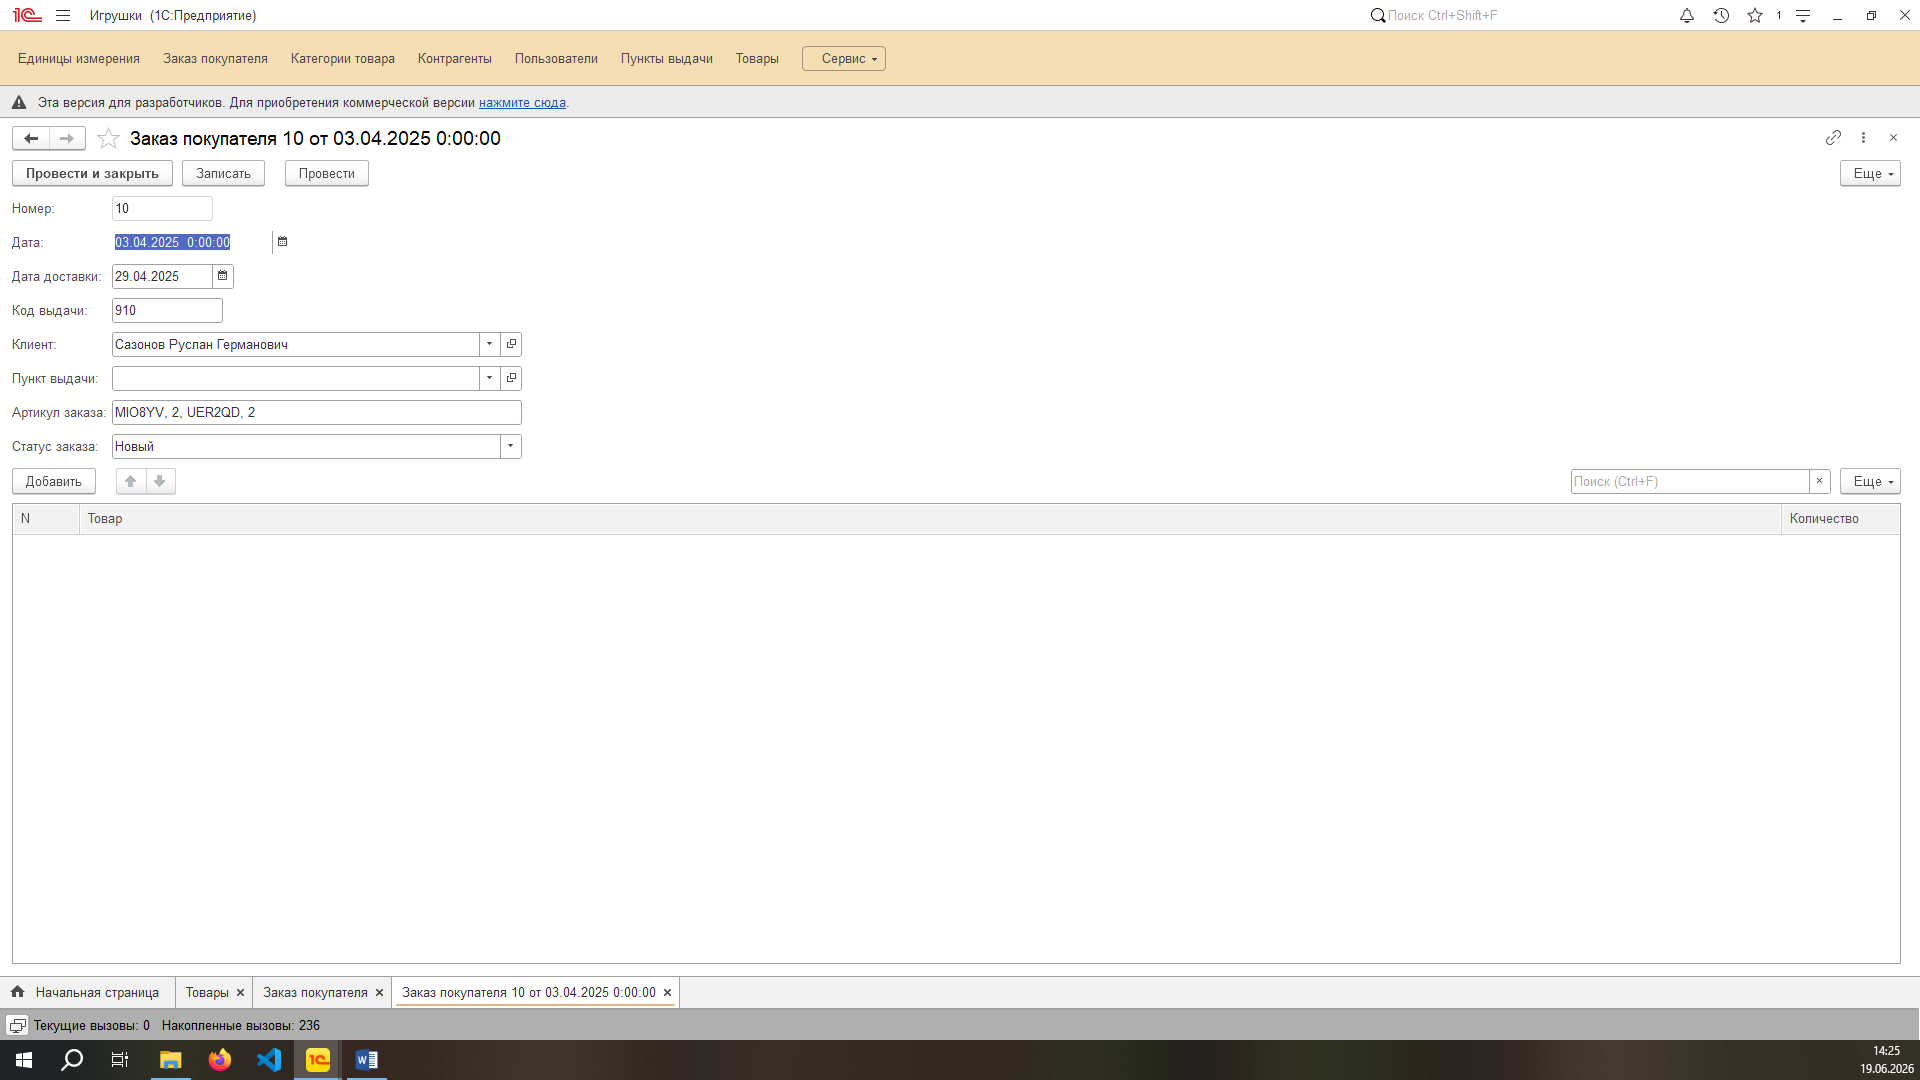 Игрушки (1С:Предприятие)
Поиск Ctrl+Shift+F
1
Единицы измерения Заказ покупателя Категории товара Контрагенты Пользователи Пункты выдачи Товары Сервис
Эта версия для разработчиков. Для приобретения коммерческой версии нажмите сюда.
Заказ покупателя 10 от 03.04.2025 0:00:00
Провести и закрыть Записать Провести Еще
Номер: 10
Дата: 03.04.2025 0:00:00
Дата доставки: 29.04.2025
Код выдачи: 910
Клиент: Сазонов Руслан Германович
Пункт выдачи:
Артикул заказа: MIO8YV, 2, UER2QD, 2
Статус заказа: Новый
Добавить Поиск (Ctrl+F) Еще
N Товар Количество
Начальная страница Товары Заказ покупателя Заказ покупателя 10 от 03.04.2025 0:00:00
Текущие вызовы: 0 Накопленные вызовы: 236
14:25
19.06.2026